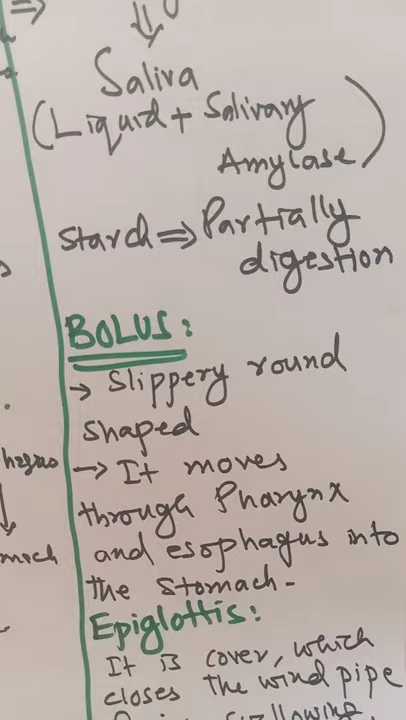 Saliva
(Liquid + Salivary
Amylase)
Starch ⇒ Partially
digestion
BOLUS:
→ Slippery round
shaped
→ It moves
through Pharynx
and esophagus into
the stomach-
Epiglottis:
It is cover, which
closes the wind pipe